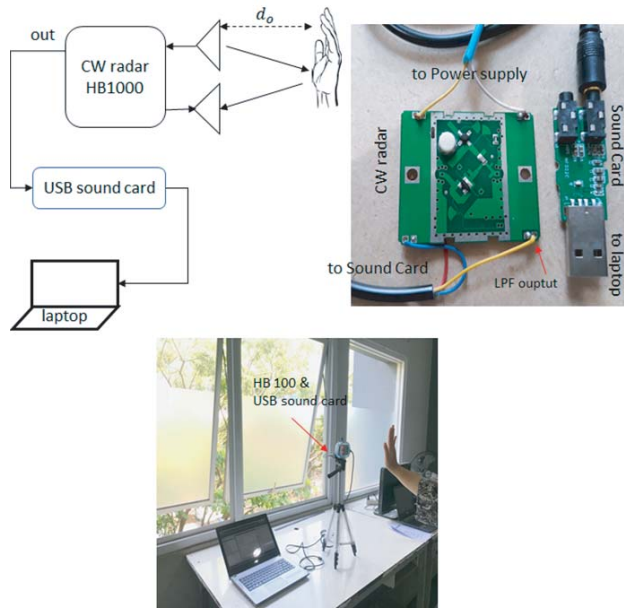 out
dₒ
CW radar
HB1000
USB sound card
laptop
to Power supply
CW radar
Sound Card
to laptop
to Sound Card
LPF ouptut
HB 100 &
USB sound card